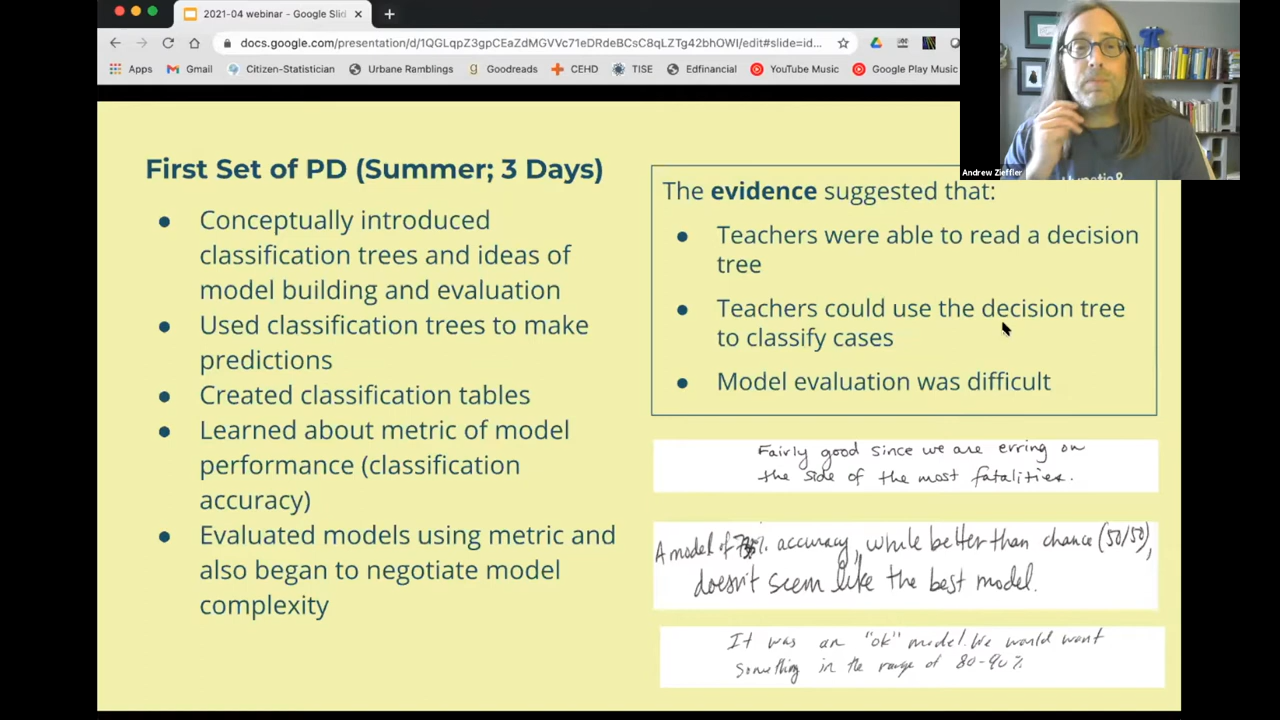 2021-04 webinar - Google Slid
docs.google.com/presentation/d/1QGLqpZ3gpCEaZdMGVVc71eDRdeBCsC8qLZTg42bhOWI/edit#slide=id...
Apps Gmail Citizen-Statistician Urbane Ramblings Goodreads CEHD TISE Edfinancial YouTube Music Google Play Music
Andrew Zieffler
First Set of PD (Summer; 3 Days)
● Conceptually introduced
classification trees and ideas of
model building and evaluation
● Used classification trees to make
predictions
● Created classification tables
● Learned about metric of model
performance (classification
accuracy)
● Evaluated models using metric and
also began to negotiate model
complexity
The evidence suggested that:
● Teachers were able to read a decision
tree
● Teachers could use the decision tree
to classify cases
● Model evaluation was difficult
Fairly good since we are erring on
the side of the most fatalities.
A model of accuracy, while better than chance (50/50),
doesn't seem like the best model.
It was an "ok" model. We would want
something in the range of 80-90%